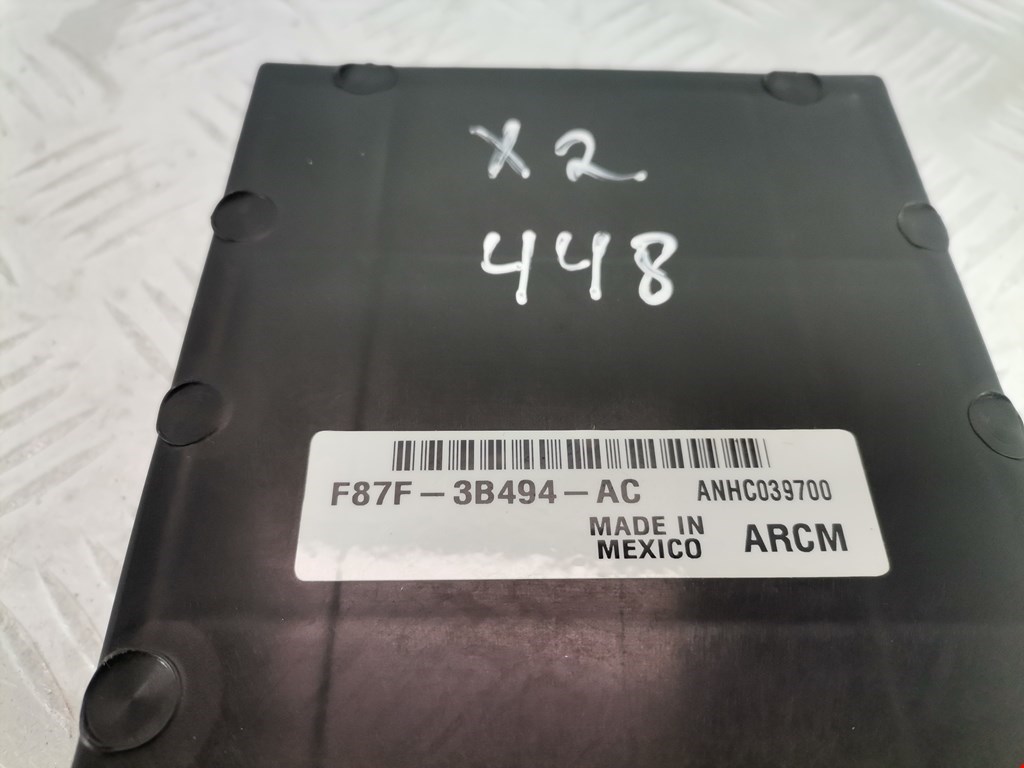 X2
448
F87F-3B494-AC ANHC039700
MADE IN
MEXICO ARCM